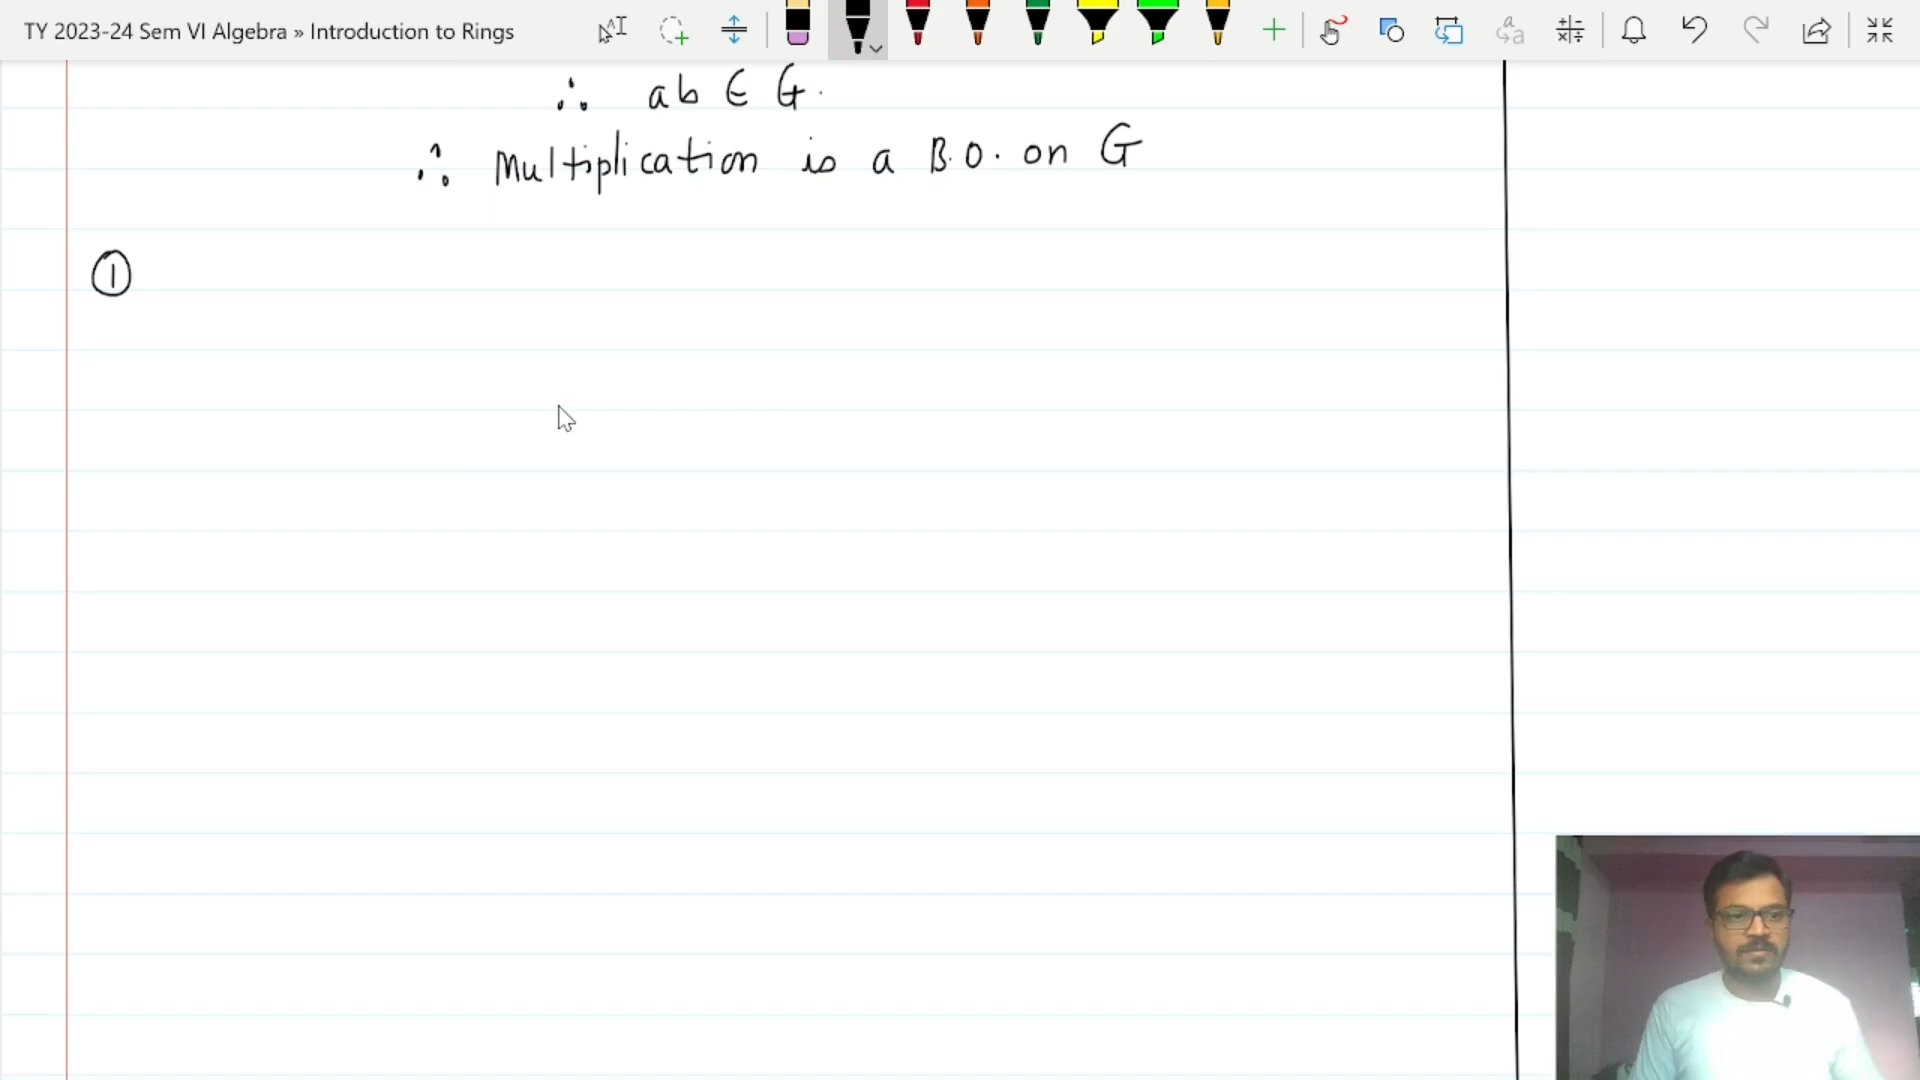 TY 2023-24 Sem VI Algebra » Introduction to Rings
∴ ab ∈ G.
∴ Multiplication is a B.O. on G
①